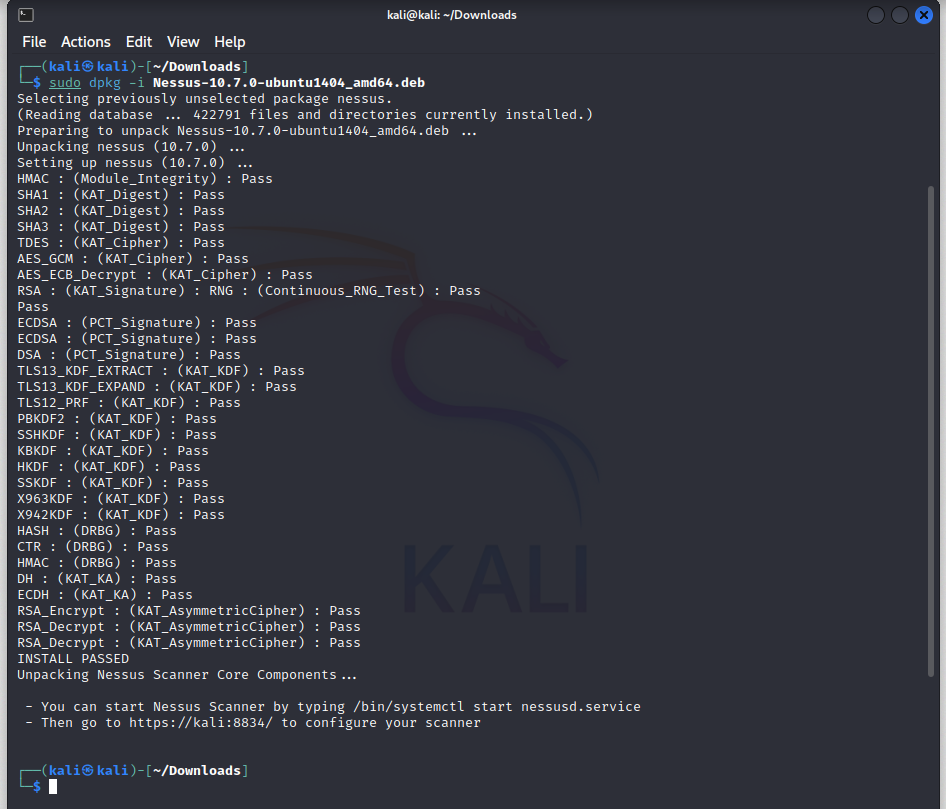 kali@kali: ~/Downloads
File Actions Edit View Help
┌──(kali㉿kali)-[~/Downloads]
└─$ sudo dpkg -i Nessus-10.7.0-ubuntu1404_amd64.deb
Selecting previously unselected package nessus.
(Reading database ... 422791 files and directories currently installed.)
Preparing to unpack Nessus-10.7.0-ubuntu1404_amd64.deb ...
Unpacking nessus (10.7.0) ...
Setting up nessus (10.7.0) ...
HMAC : (Module_Integrity) : Pass
SHA1 : (KAT_Digest) : Pass
SHA2 : (KAT_Digest) : Pass
SHA3 : (KAT_Digest) : Pass
TDES : (KAT_Cipher) : Pass
AES_GCM : (KAT_Cipher) : Pass
AES_ECB_Decrypt : (KAT_Cipher) : Pass
RSA : (KAT_Signature) : RNG : (Continuous_RNG_Test) : Pass
Pass
ECDSA : (PCT_Signature) : Pass
ECDSA : (PCT_Signature) : Pass
DSA : (PCT_Signature) : Pass
TLS13_KDF_EXTRACT : (KAT_KDF) : Pass
TLS13_KDF_EXPAND : (KAT_KDF) : Pass
TLS12_PRF : (KAT_KDF) : Pass
PBKDF2 : (KAT_KDF) : Pass
SSHKDF : (KAT_KDF) : Pass
KBKDF : (KAT_KDF) : Pass
HKDF : (KAT_KDF) : Pass
SSKDF : (KAT_KDF) : Pass
X963KDF : (KAT_KDF) : Pass
X942KDF : (KAT_KDF) : Pass
HASH : (DRBG) : Pass
CTR : (DRBG) : Pass
HMAC : (DRBG) : Pass
DH : (KAT_KA) : Pass
ECDH : (KAT_KA) : Pass
RSA_Encrypt : (KAT_AsymmetricCipher) : Pass
RSA_Decrypt : (KAT_AsymmetricCipher) : Pass
RSA_Decrypt : (KAT_AsymmetricCipher) : Pass
INSTALL PASSED
Unpacking Nessus Scanner Core Components...
- You can start Nessus Scanner by typing /bin/systemctl start nessusd.service
- Then go to https://kali:8834/ to configure your scanner
┌──(kali㉿kali)-[~/Downloads]
└─$
KALI